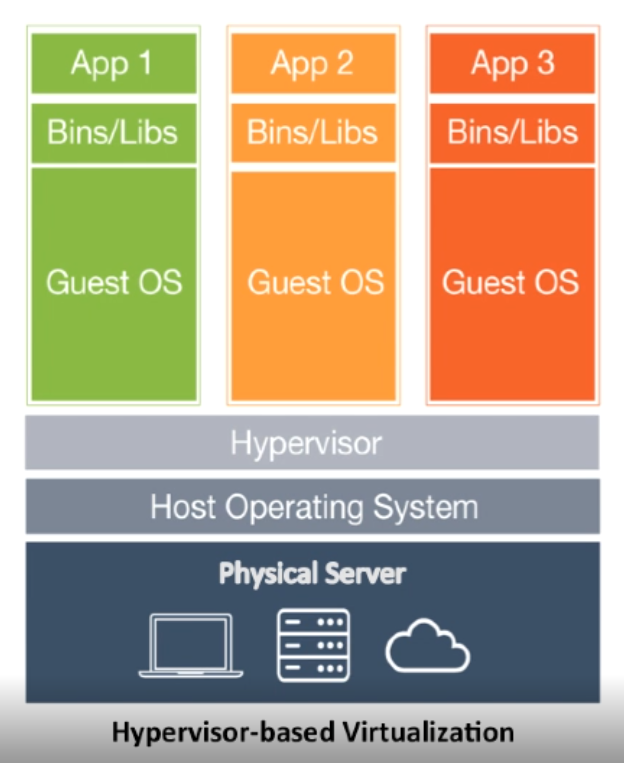 App 1
App 2
App 3
Bins/Libs
Bins/Libs
Bins/Libs
Guest OS
Guest OS
Guest OS
Hypervisor
Host Operating System
Physical Server
Hypervisor-based Virtualization